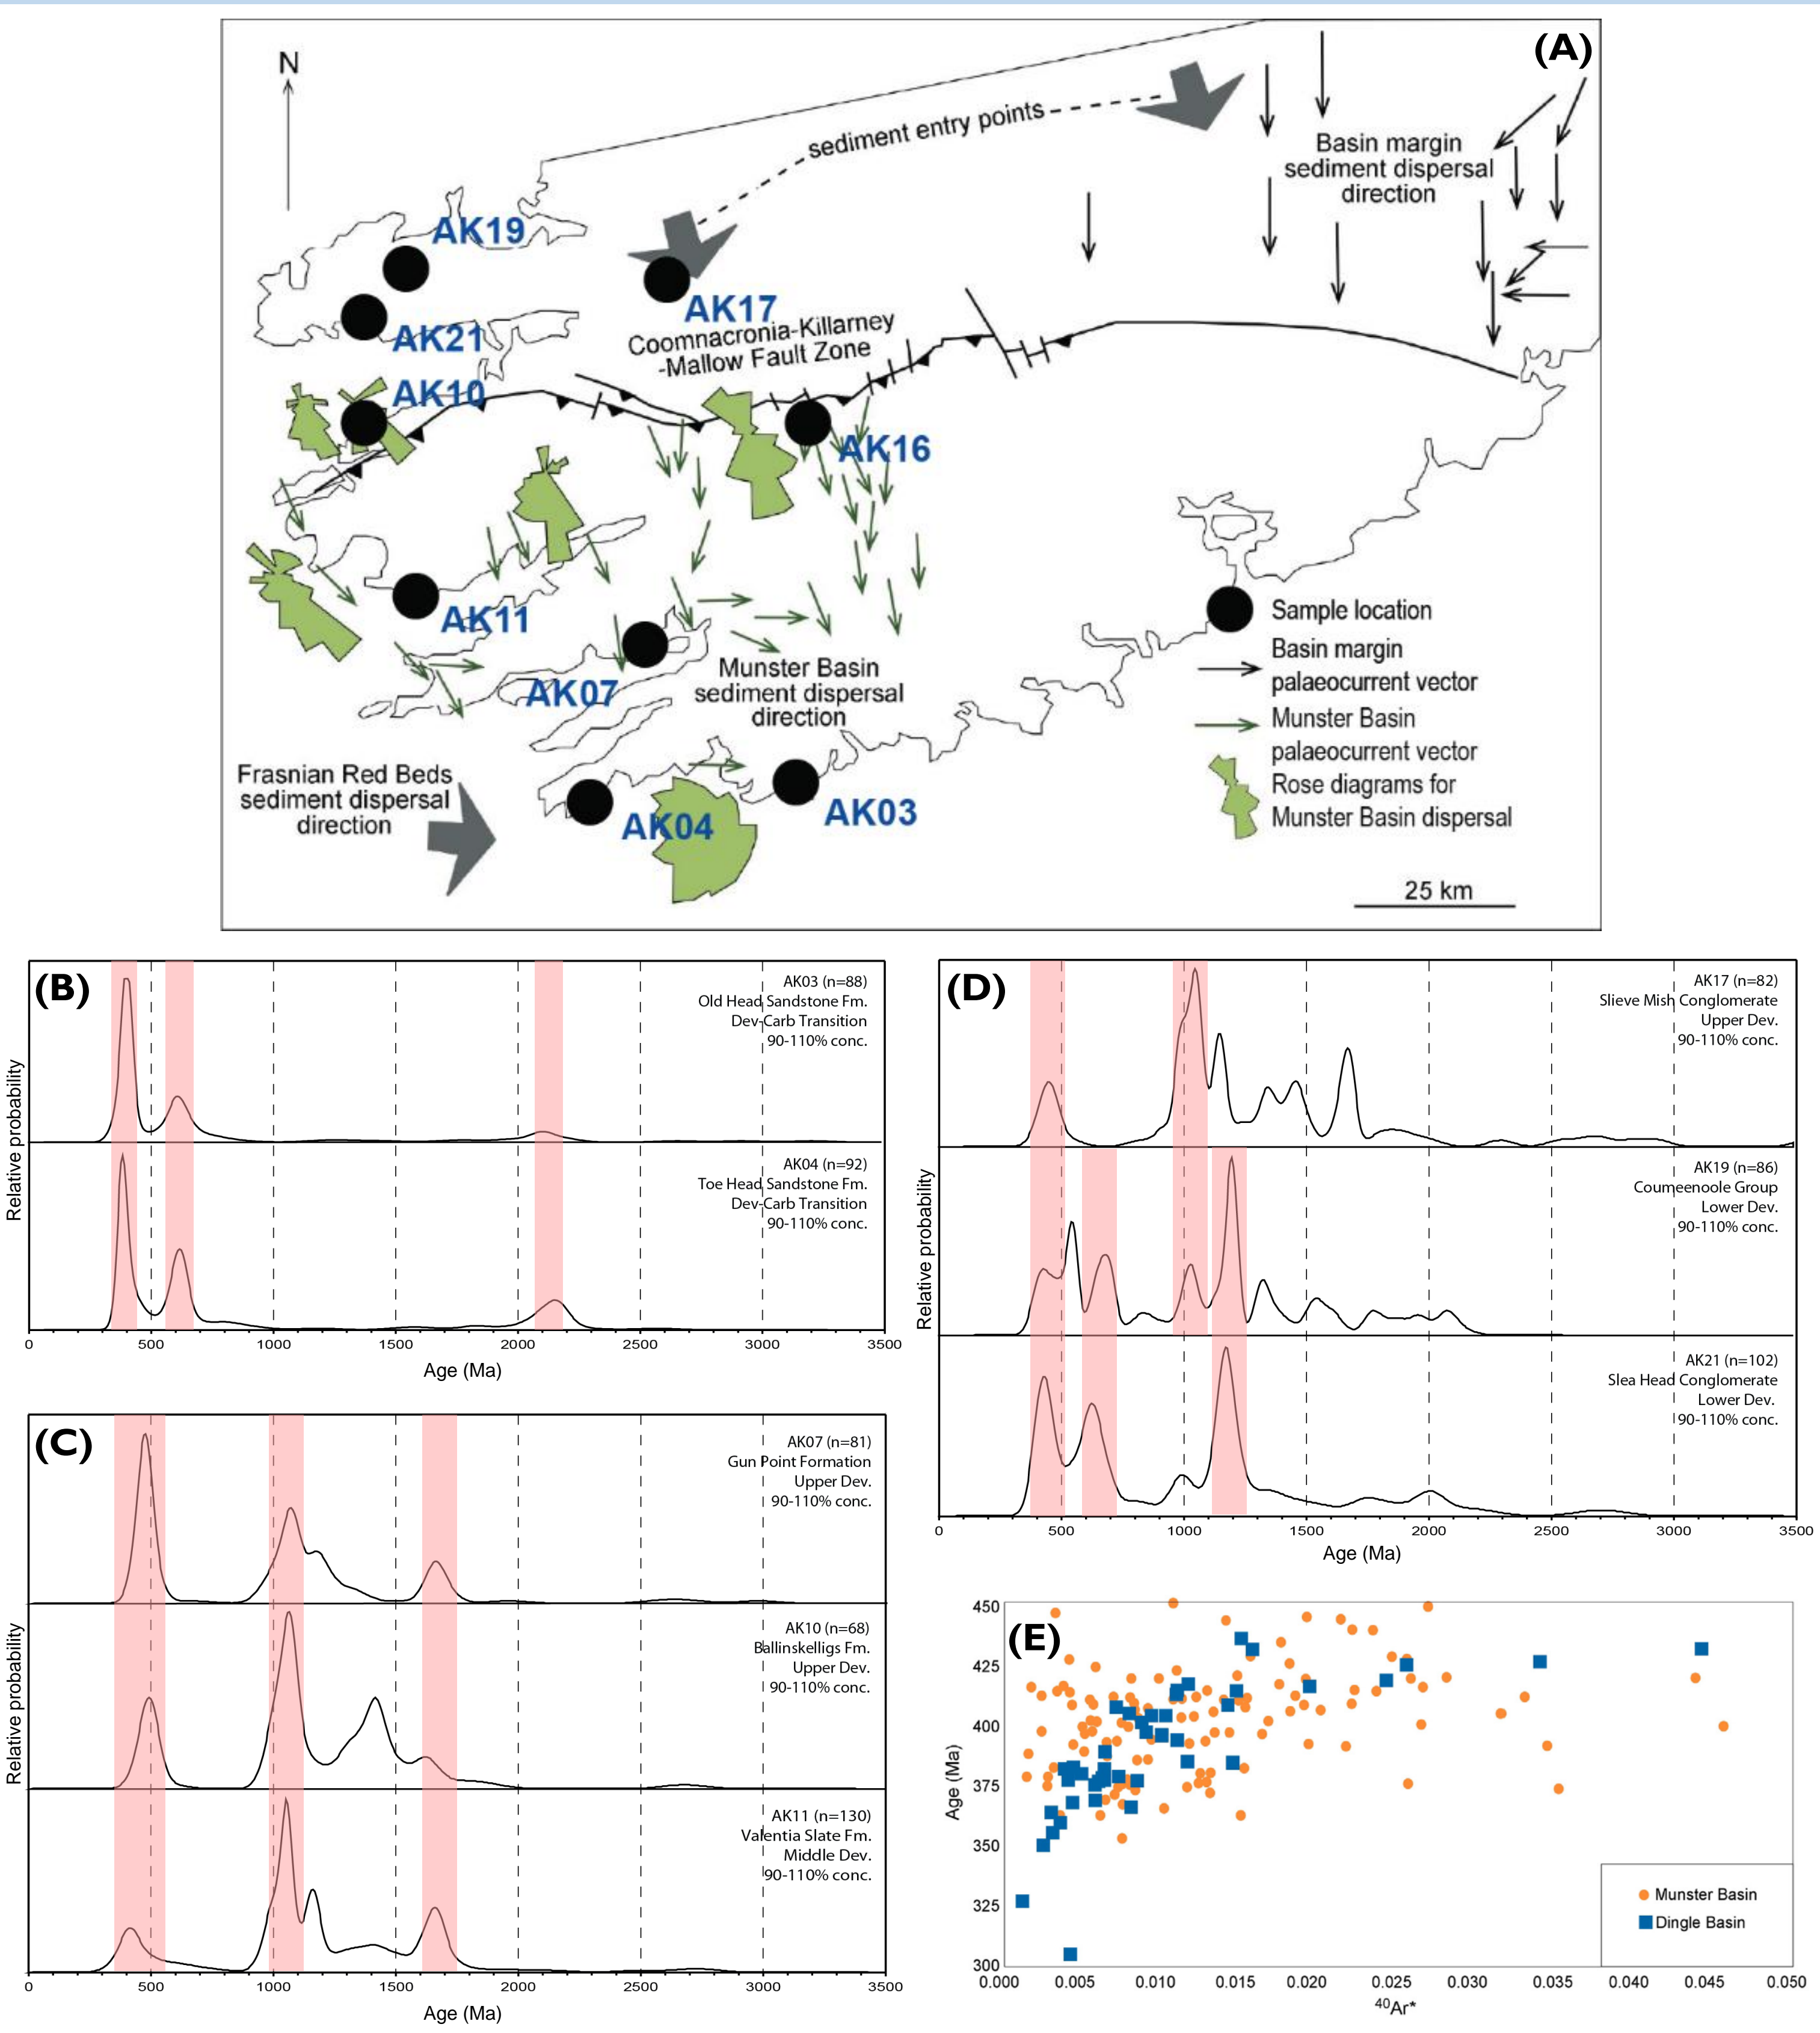 (A)
N
sediment entry points
Basin margin
sediment dispersal
direction
AK19
AK17
AK21
Coomnacronia-Killarney
-Mallow Fault Zone
AK10
AK16
AK11
Sample location
Basin margin
palaeocurrent vector
Munster Basin
palaeocurrent vector
Rose diagrams for
Munster Basin dispersal
AK07
Munster Basin
sediment dispersal
direction
Frasnian Red Beds
sediment dispersal
direction
AK04
AK03
25 km
(B)
AK03 (n=88)
Old Head Sandstone Fm.
Dev-Carb Transition
90-110% conc.
AK04 (n=92)
Toe Head Sandstone Fm.
Dev-Carb Transition
90-110% conc.
Relative probability
0 500 1000 1500 2000 2500 3000 3500
Age (Ma)
(C)
AK07 (n=81)
Gun Point Formation
Upper Dev.
90-110% conc.
AK10 (n=68)
Ballinskelligs Fm.
Upper Dev.
90-110% conc.
AK11 (n=130)
Valentia Slate Fm.
Middle Dev.
90-110% conc.
Relative probability
0 500 1000 1500 2000 2500 3000 3500
Age (Ma)
(D)
AK17 (n=82)
Slieve Mish Conglomerate
Upper Dev.
90-110% conc.
AK19 (n=86)
Coumeenoole Group
Lower Dev.
90-110% conc.
AK21 (n=102)
Slea Head Conglomerate
Lower Dev.
90-110% conc.
Relative probability
0 500 1000 1500 2000 2500 3000 3500
Age (Ma)
(E)
450
425
400
375
350
325
300
Age (Ma)
Munster Basin
Dingle Basin
0.000 0.005 0.010 0.015 0.020 0.025 0.030 0.035 0.040 0.045 0.050
40Ar*